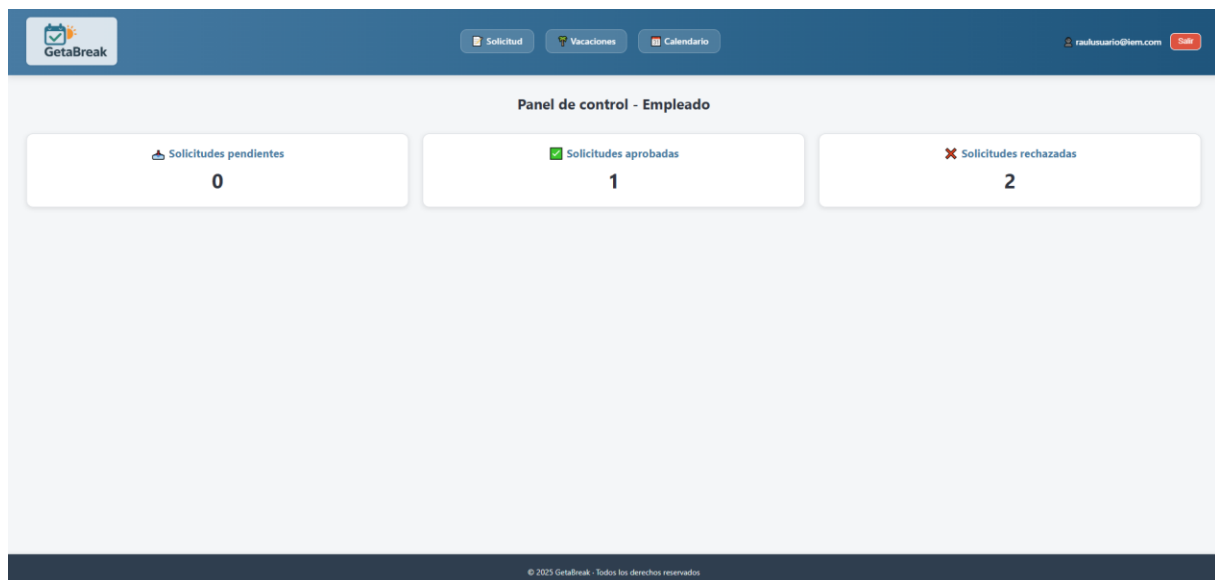 GetaBreak
Solicitud
Vacaciones
Calendario
raulusuario@iem.com
Salir
Panel de control - Empleado
Solicitudes pendientes
0
Solicitudes aprobadas
1
Solicitudes rechazadas
2
© 2025 GetaBreak - Todos los derechos reservados